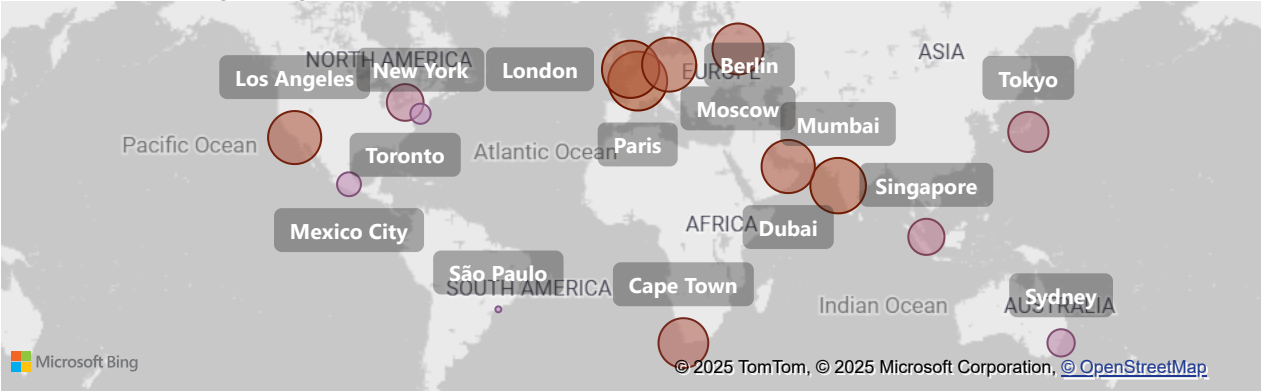 NORTH AMERICA
Los Angeles
New York
London
EUROPE
Berlin
ASIA
Tokyo
Moscow
Mumbai
Pacific Ocean
Toronto
Atlantic Ocean
Paris
Singapore
Mexico City
AFRICA
Dubai
São Paulo
SOUTH AMERICA
Cape Town
Indian Ocean
Sydney
AUSTRALIA
Microsoft Bing
© 2025 TomTom, © 2025 Microsoft Corporation, © OpenStreetMap